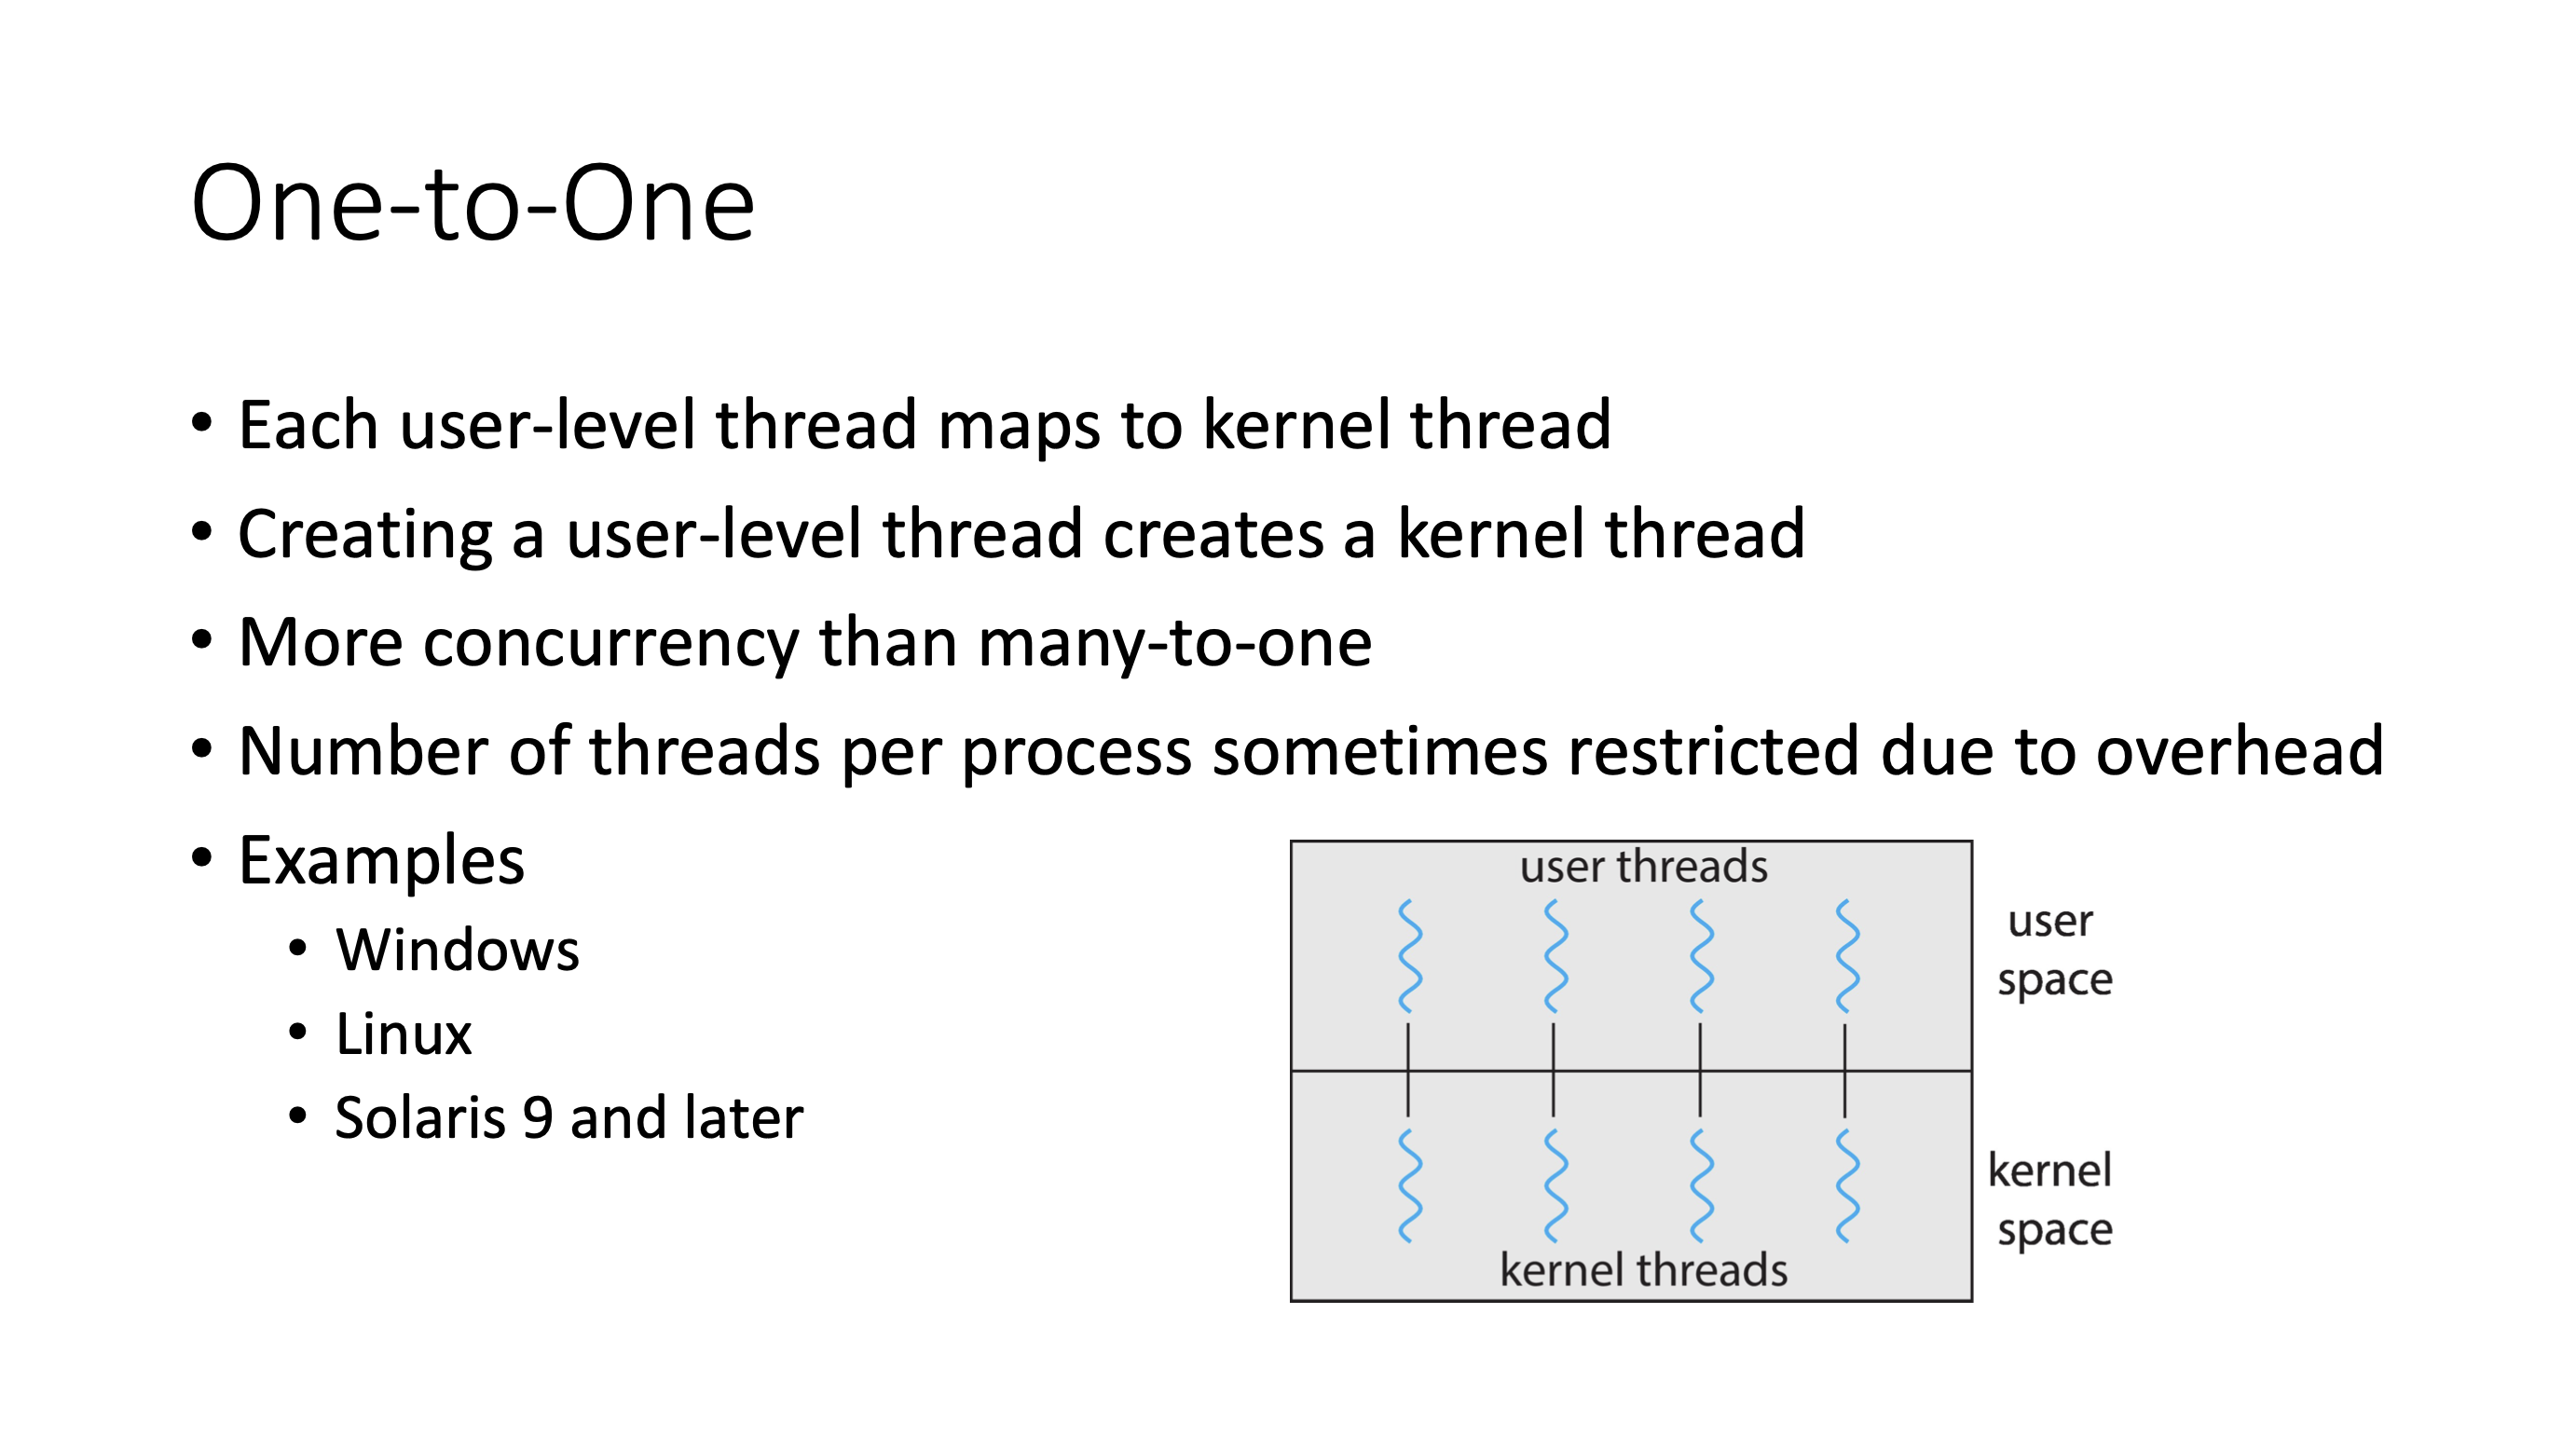 One-to-One
• Each user-level thread maps to kernel thread
• Creating a user-level thread creates a kernel thread
• More concurrency than many-to-one
• Number of threads per process sometimes restricted due to overhead
• Examples
• Windows
• Linux
• Solaris 9 and later
user threads
user
space
kernel
space
kernel threads